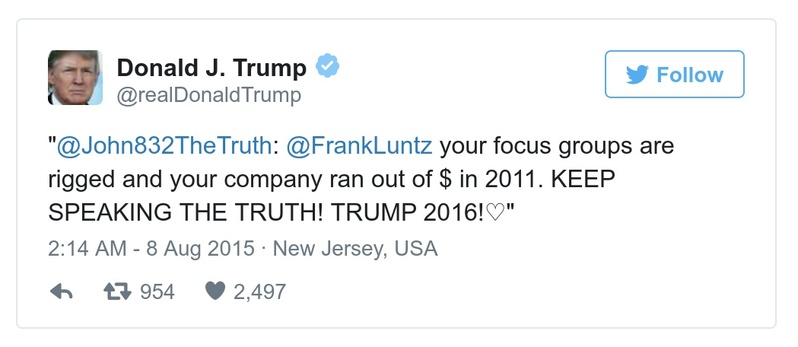 Donald J. Trump
@realDonaldTrump
Follow
"@John832TheTruth: @FrankLuntz your focus groups are
rigged and your company ran out of $ in 2011. KEEP
SPEAKING THE TRUTH! TRUMP 2016!♡"
2:14 AM - 8 Aug 2015 · New Jersey, USA
954 2,497